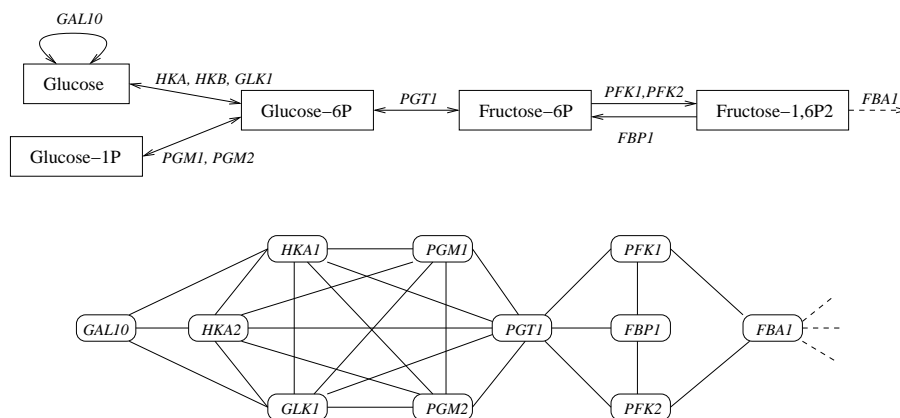 GAL10
Glucose
HKA, HKB, GLK1
Glucose−6P
PGT1
Fructose−6P
PFK1,PFK2
FBP1
Fructose−1,6P2
FBA1
Glucose−1P
PGM1, PGM2
HKA1
PGM1
PFK1
GAL10
HKA2
PGT1
FBP1
FBA1
GLK1
PGM2
PFK2